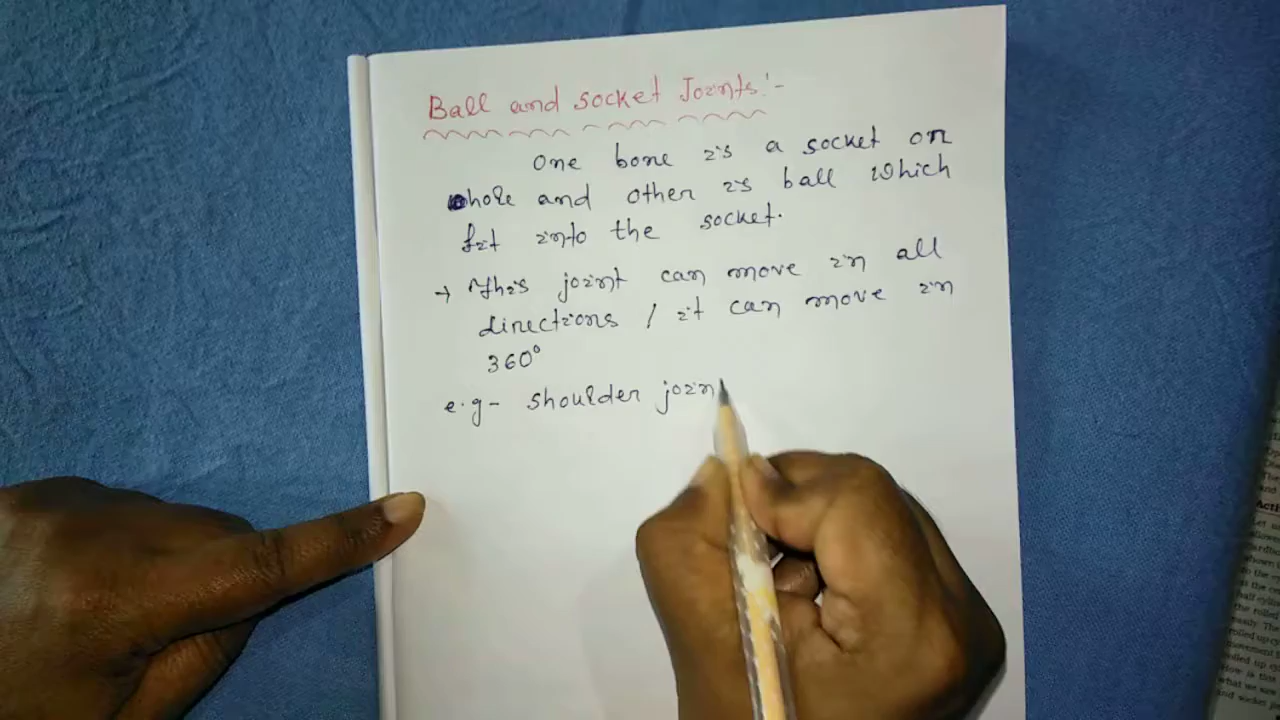 Ball and socket Joints:-
One bone is a socket or
hole and other is ball which
fit into the socket.
→ This joint can move in all
directions / it can move in
360°
e.g- shoulder join